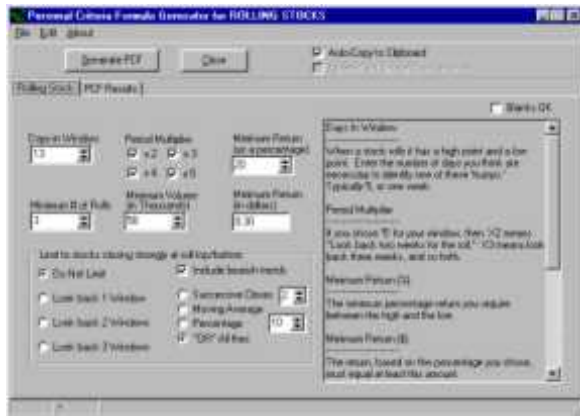 Personal Criteria Formula Generator for ROLLING STOCKS
File Edit About
Generate PCF
Close
Auto-Copy to Clipboard
Rolling Stock
PCF Results
Blanks OK
Days in Window
13
Period Multiplier
x2 x3
x4 x5
Minimum Return
(as a percentage)
20
Minimum # of Rolls
3
Minimum Volume
(in Thousands)
50
Minimum Return
(in dollars)
Limit to stocks closing strongly at roll top/bottom
Do Not Limit
Look back 1 Window
Look back 2 Windows
Look back 3 Windows
Include bearish trends
Successive Closes 2
Moving Average
Percentage 10
"OR" All two
Days In Window
When a stock rolls it has a high point and a low
point. Enter the number of days you think are
necessary to identify one of these "humps."
Typically 5, or one week.
Period Multiplier
If you chose '5' for your window, then 'X2' means
"Look back two weeks for the roll." 'X3' means look
back three weeks, and so forth.
Minimum Return (%)
The minimum percentage return you require
between the high and the low.
Minimum Return ($)
The return, based on the percentage you chose,
must equal at least this amount.